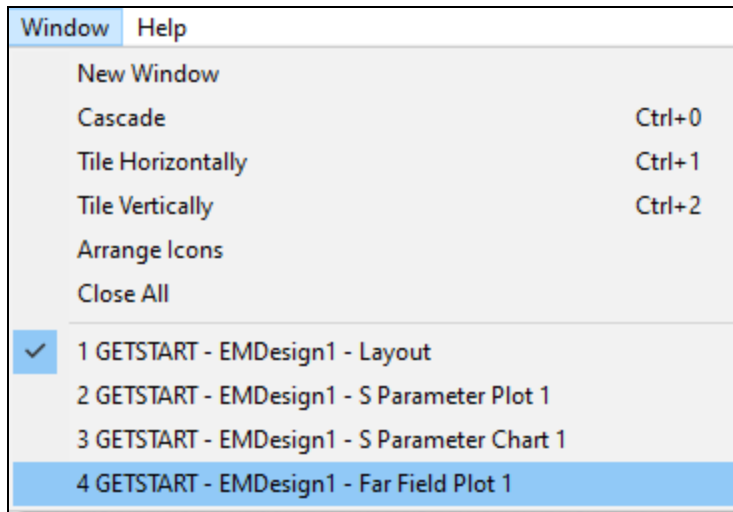 Window Help
New Window
Cascade Ctrl+0
Tile Horizontally Ctrl+1
Tile Vertically Ctrl+2
Arrange Icons
Close All
1 GETSTART - EMDesign1 - Layout
2 GETSTART - EMDesign1 - S Parameter Plot 1
3 GETSTART - EMDesign1 - S Parameter Chart 1
4 GETSTART - EMDesign1 - Far Field Plot 1